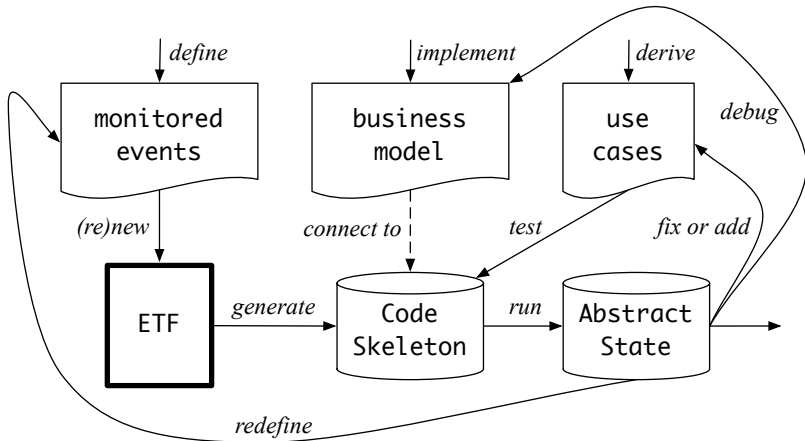 define
implement
derive
monitored
events
business
model
use
cases
debug
(re)new
connect to
test
fix or add
ETF
generate
Code
Skeleton
run
Abstract
State
redefine